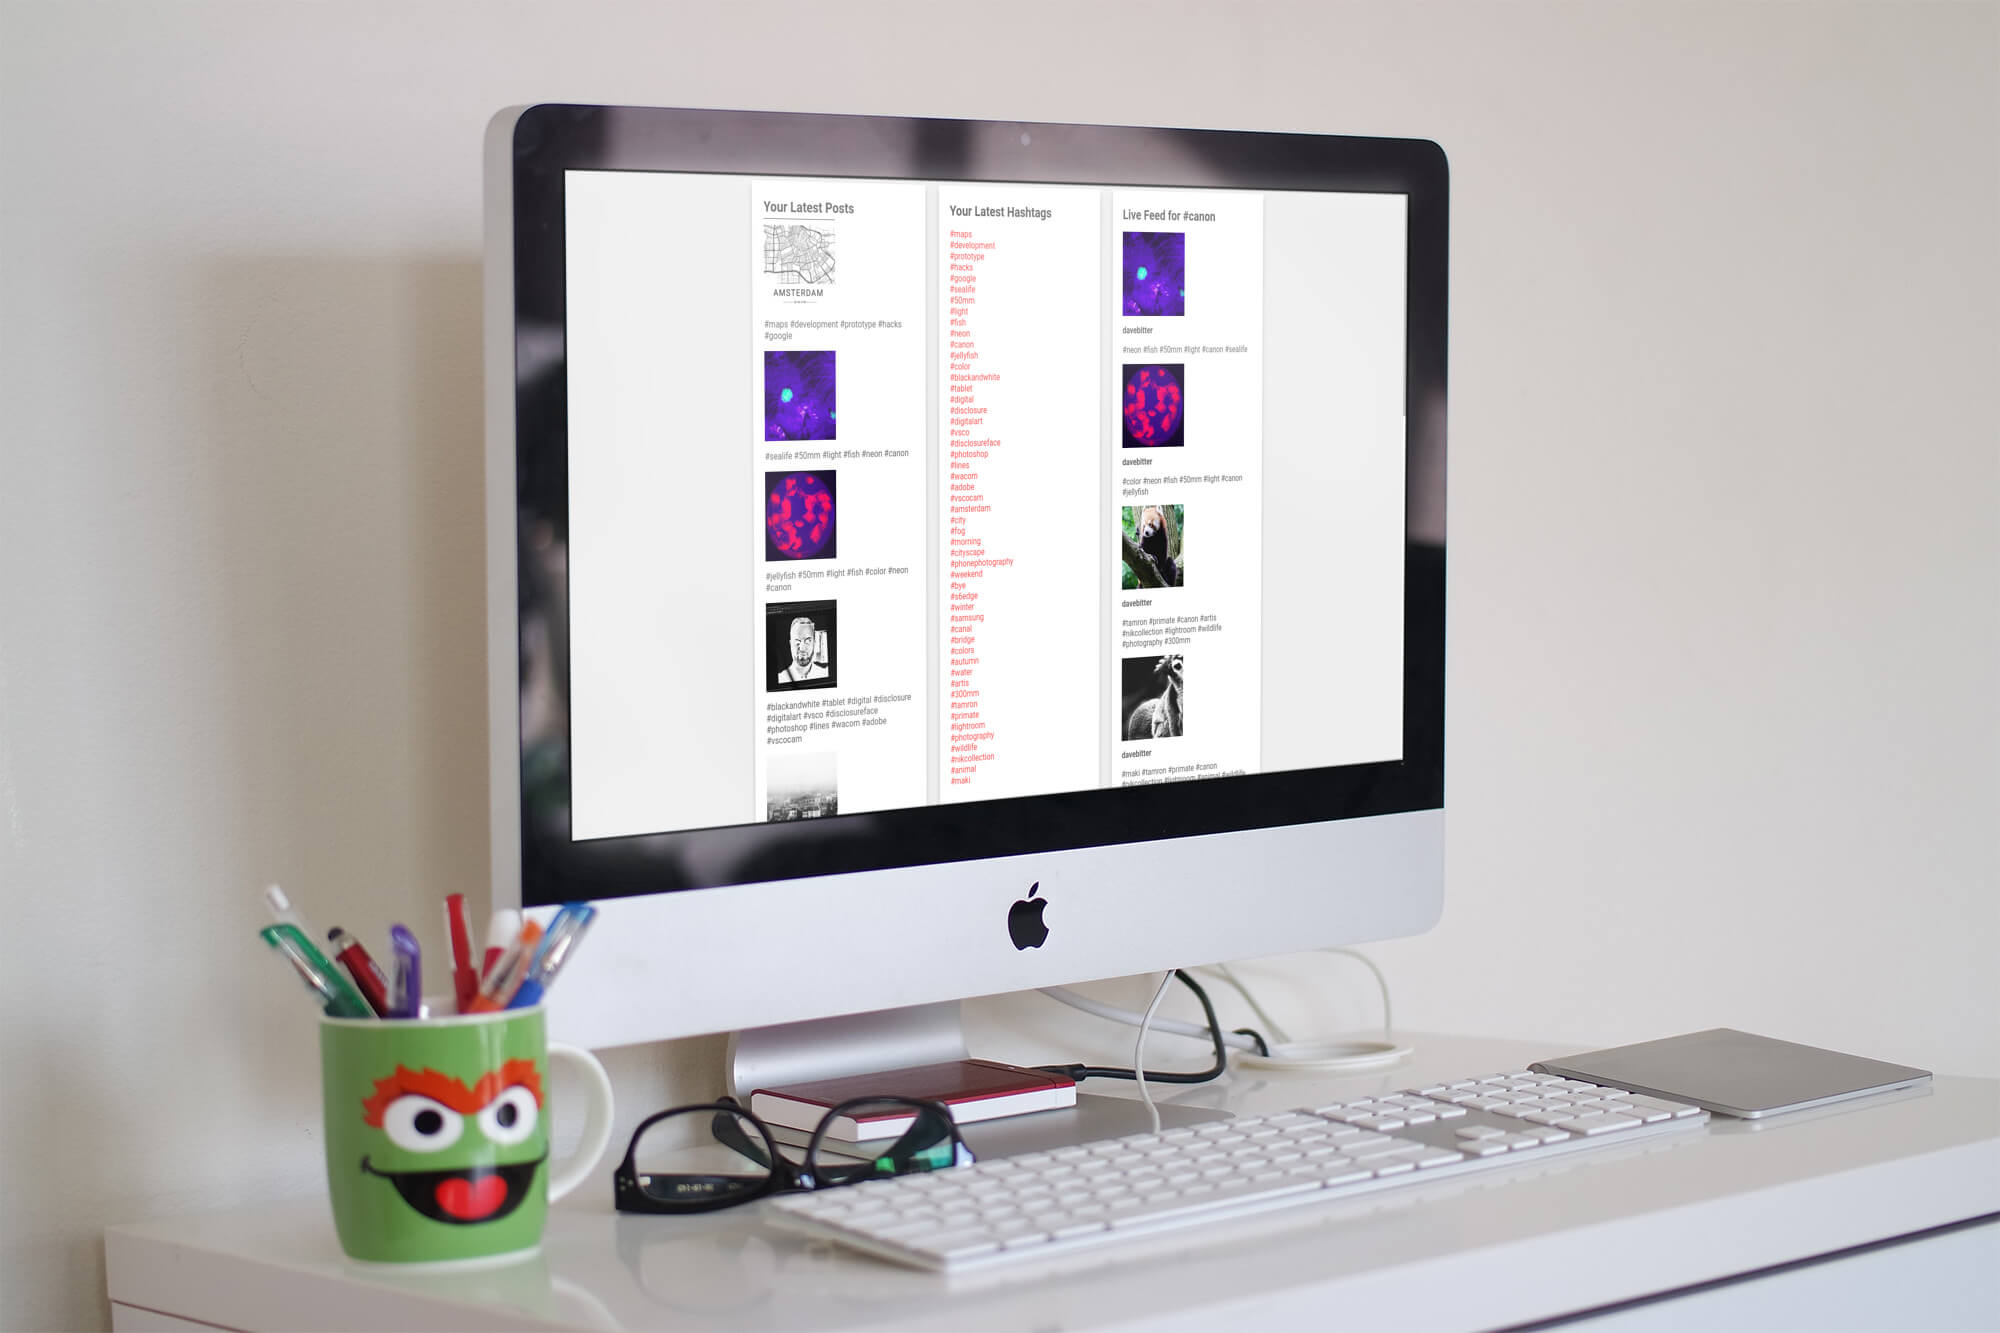 Your Latest Posts
AMSTERDAM
#maps #development #prototype #hacks
#google
#sealife #50mm #light #fish #neon #canon
#jellyfish #50mm #light #fish #color #neon
#canon
#blackandwhite #tablet #digital #disclosure
#digitalart #vsco #disclosureface
#photoshop #lines #wacom #adobe
#vscocam
Your Latest Hashtags
#maps
#development
#prototype
#hacks
#google
#sealife
#50mm
#light
#fish
#neon
#canon
#jellyfish
#color
#blackandwhite
#tablet
#digital
#disclosure
#digitalart
#vsco
#disclosureface
#photoshop
#lines
#wacom
#adobe
#vscocam
#amsterdam
#city
#fog
#morning
#cityscape
#phonephotography
#weekend
#bye
#s6edge
#winter
#samsung
#canal
#bridge
#colors
#autumn
#water
#artis
#300mm
#tamron
#primate
#lightroom
#photography
#wildlife
#nikcollection
#animal
#maki
Live Feed for #canon
davebitter
#neon #fish #50mm #light #canon #sealife
davebitter
#color #neon #fish #50mm #light #canon
#jellyfish
davebitter
#tamron #primate #canon #artis
#nikcollection #lightroom #wildlife
#photography #300mm
davebitter
#maki #tamron #primate #canon
#nikcollection #lightroom #animal #wildlife